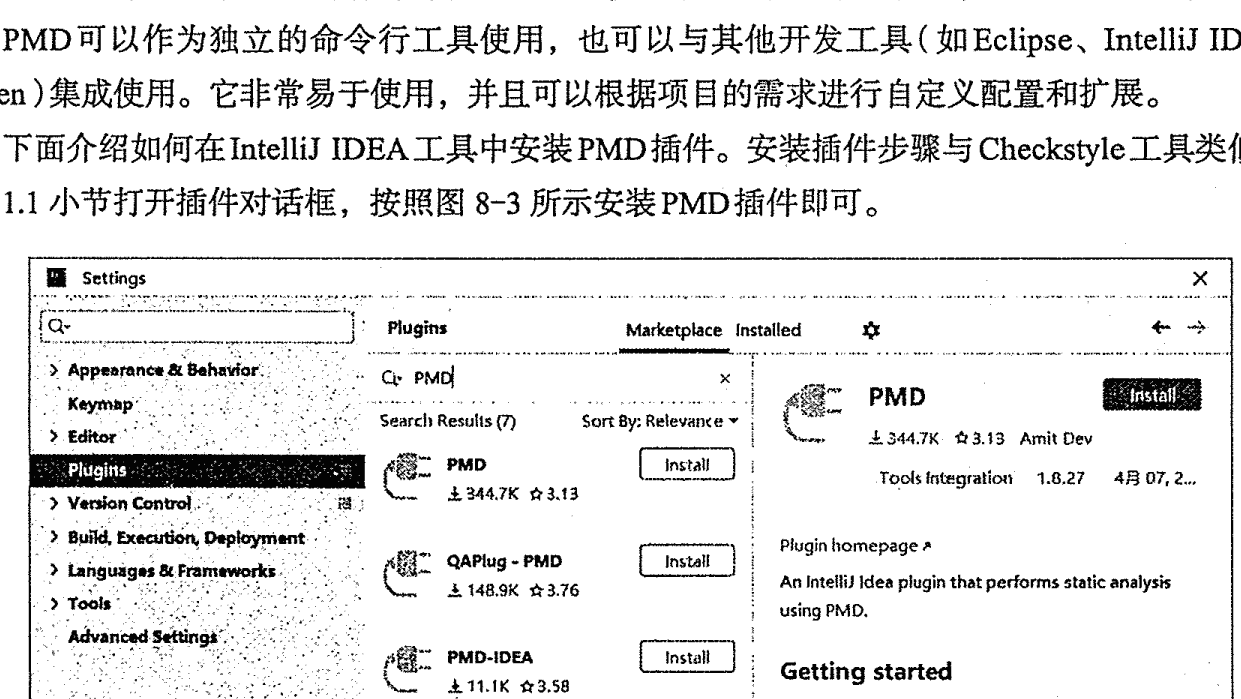 PMD可以作为独立的命令行工具使用，也可以与其他开发工具（如Eclipse、IntelliJ ID
en）集成使用。它非常易于使用，并且可以根据项目的需求进行自定义配置和扩展。
下面介绍如何在IntelliJ IDEA工具中安装PMD插件。安装插件步骤与Checkstyle工具类
1.1 小节打开插件对话框，按照图 8-3 所示安装PMD插件即可。
Settings
Plugins
Marketplace Installed
Appearance & Behavior
Keymap
Editor
Plugins
Version Control
Build, Execution, Deployment
Languages & Frameworks
Tools
Advanced Settings
PMD
Search Results (7) Sort By: Relevance
PMD Install
344.7K 3.13
QAPlug - PMD Install
148.9K 3.76
PMD-IDEA Install
11.1K 3.58
PMD Install
344.7K 3.13 Amit Dev
Tools Integration 1.8.27 4月 07, 2...
Plugin homepage
An IntelliJ Idea plugin that performs static analysis
using PMD.
Getting started